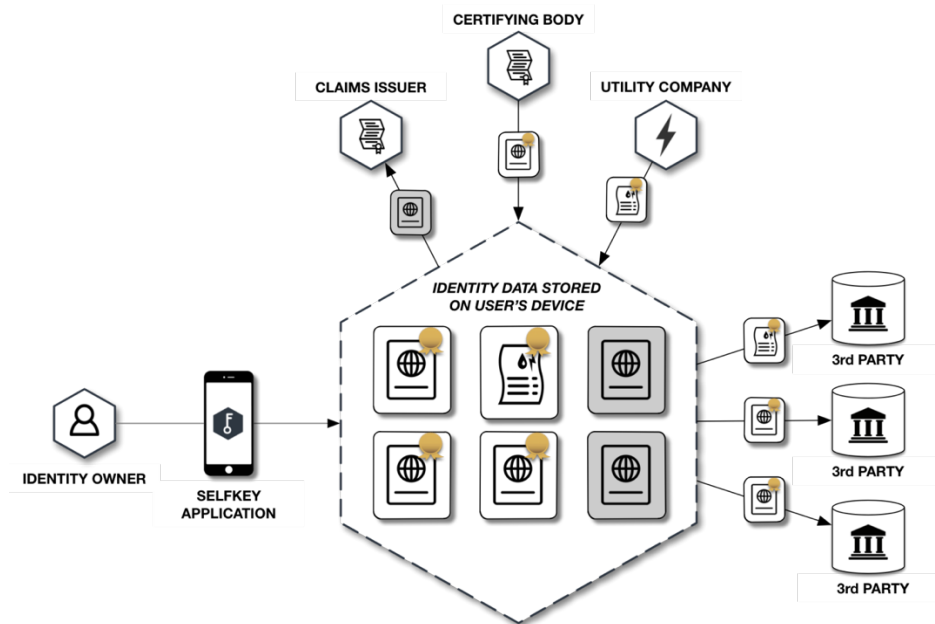 CERTIFYING BODY
CLAIMS ISSUER
UTILITY COMPANY
IDENTITY DATA STORED
ON USER'S DEVICE
3rd PARTY
IDENTITY OWNER
SELFKEY
APPLICATION
3rd PARTY
3rd PARTY